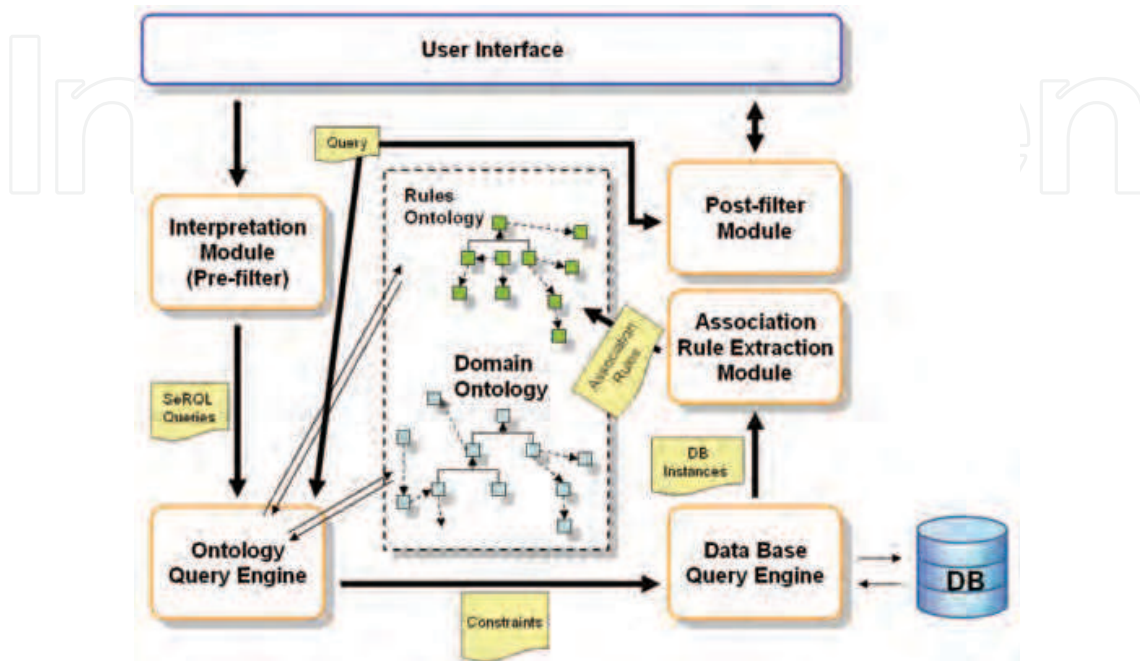 User Interface
Query
Interpretation
Module
(Pre-filter)
Rules
Ontology
Post-filter
Module
Association
Rules
Association
Rule Extraction
Module
Domain
Ontology
SeRQL
Queries
DB
Instances
Ontology
Query Engine
Data Base
Query Engine
DB
Constraints